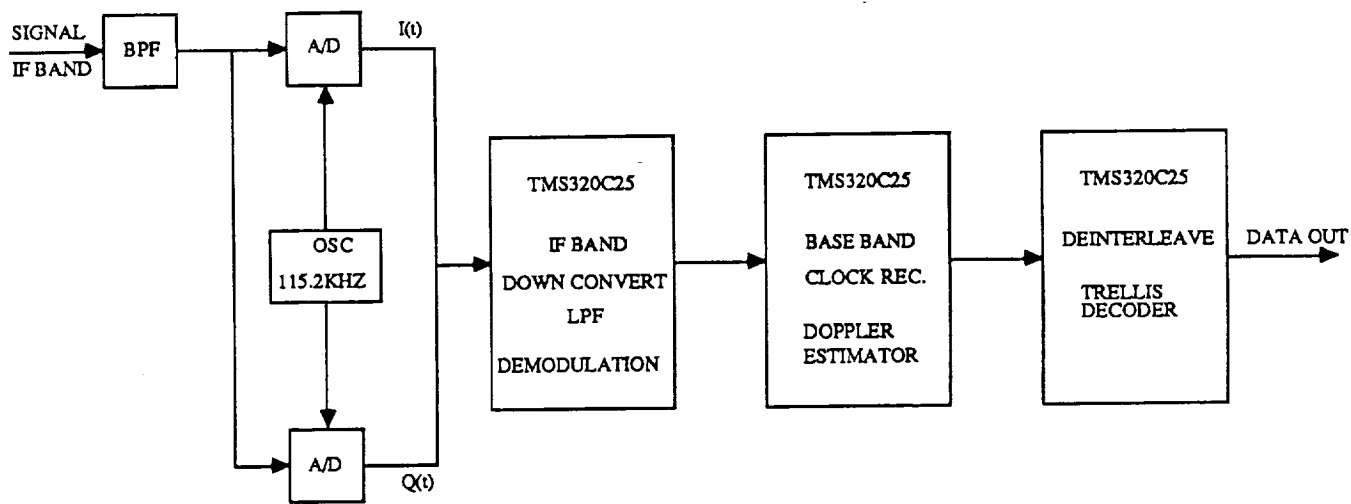 SIGNAL
IF BAND
BPF
A/D
I(t)
OSC
115.2KHZ
A/D
Q(t)
TMS320C25
IF BAND
DOWN CONVERT
LPF
DEMODULATION
TMS320C25
BASE BAND
CLOCK REC.
DOPPLER
ESTIMATOR
TMS320C25
DEINTERLEAVE
TRELLIS
DECODER
DATA OUT